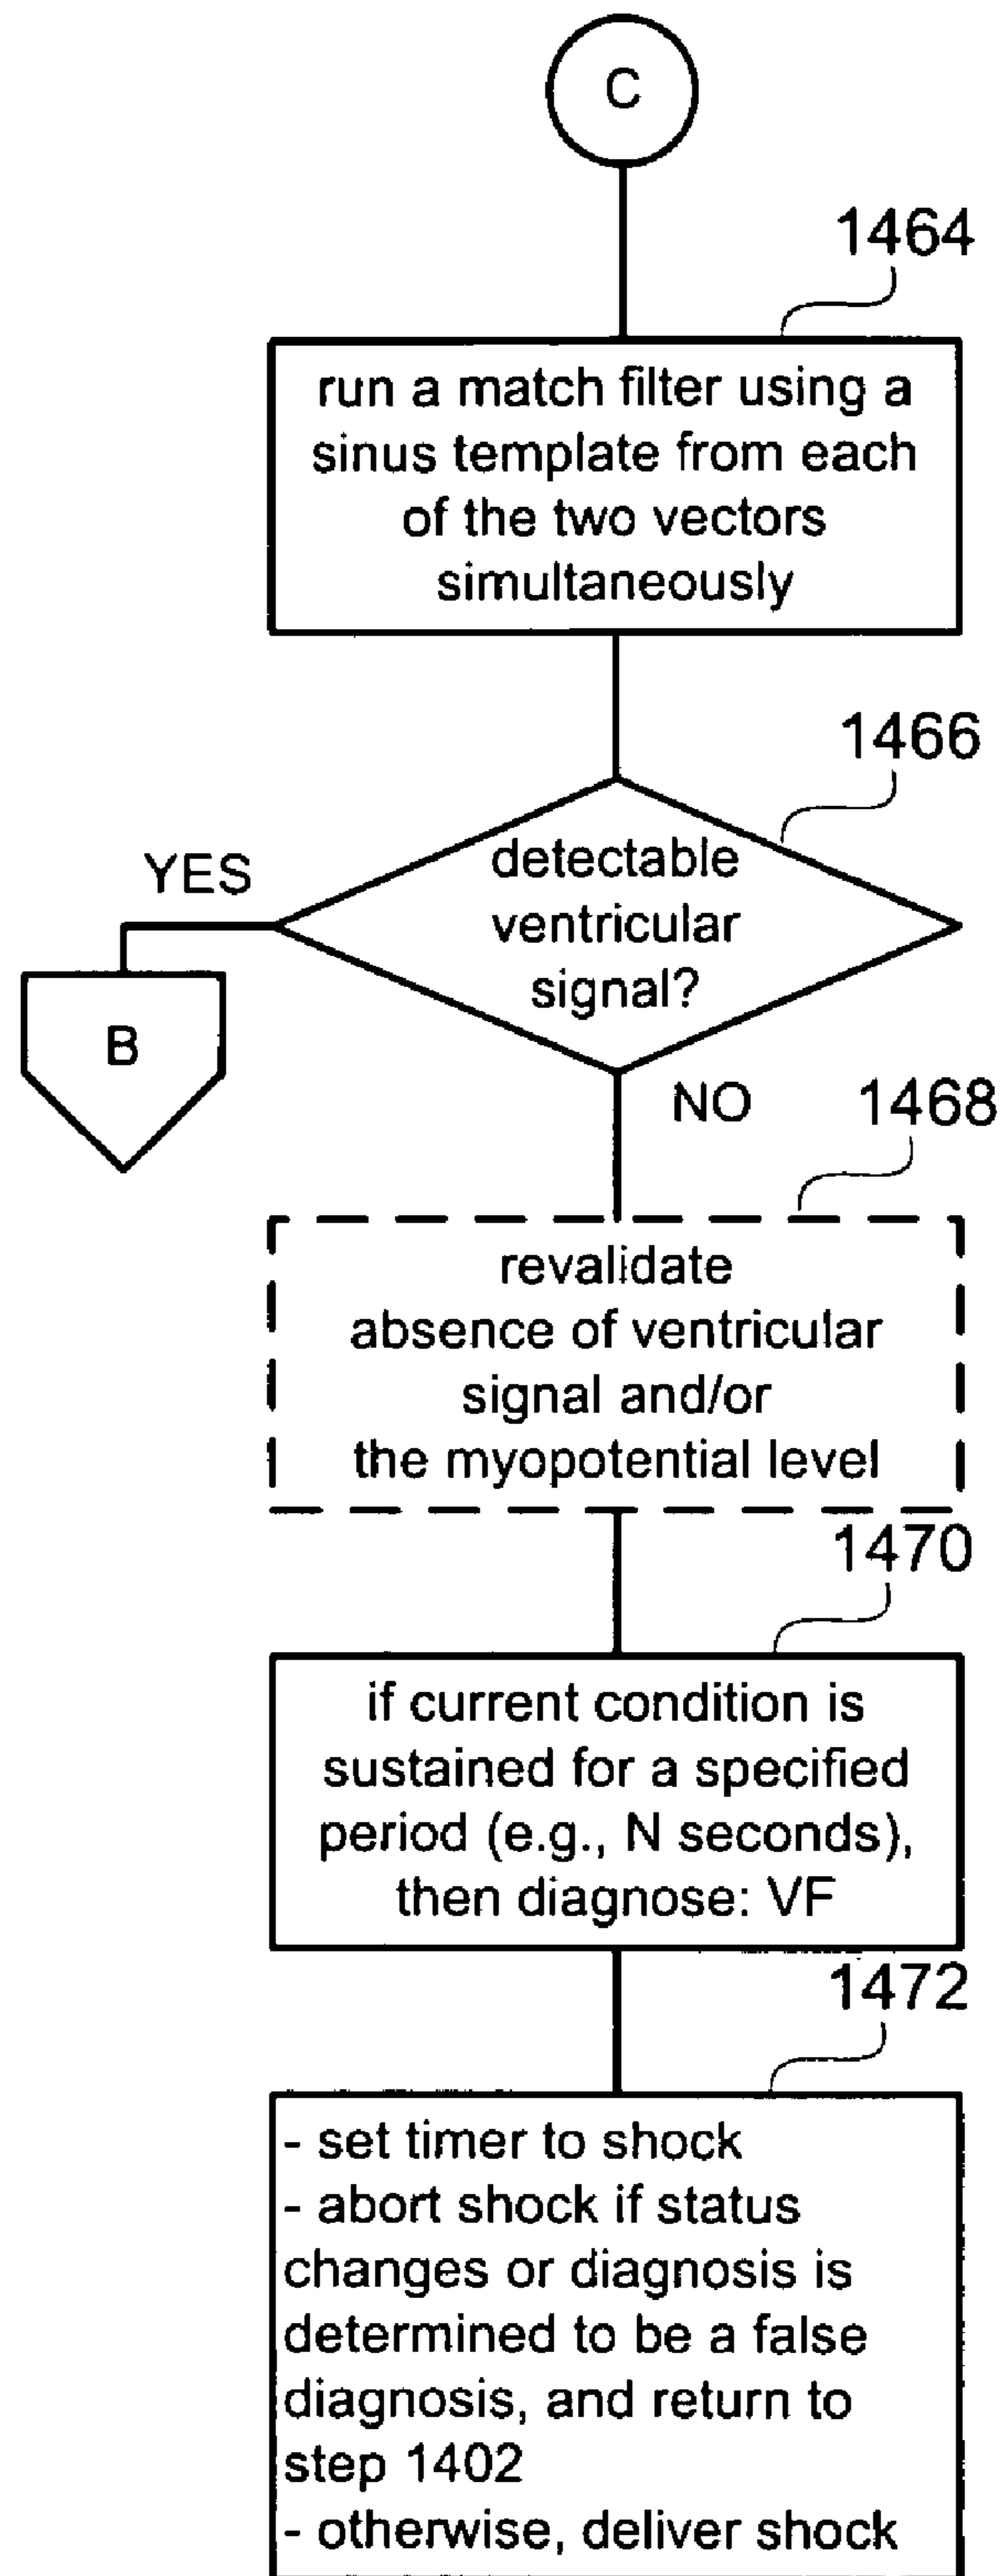 C
1464
run a match filter using a
sinus template from each
of the two vectors
simultaneously
1466
detectable
ventricular
signal?
YES
B
NO
1468
revalidate
absence of ventricular
signal and/or
the myopotential level
1470
if current condition is
sustained for a specified
period (e.g., N seconds),
then diagnose: VF
1472
- set timer to shock
- abort shock if status
changes or diagnosis is
determined to be a false
diagnosis, and return to
step 1402
- otherwise, deliver shock